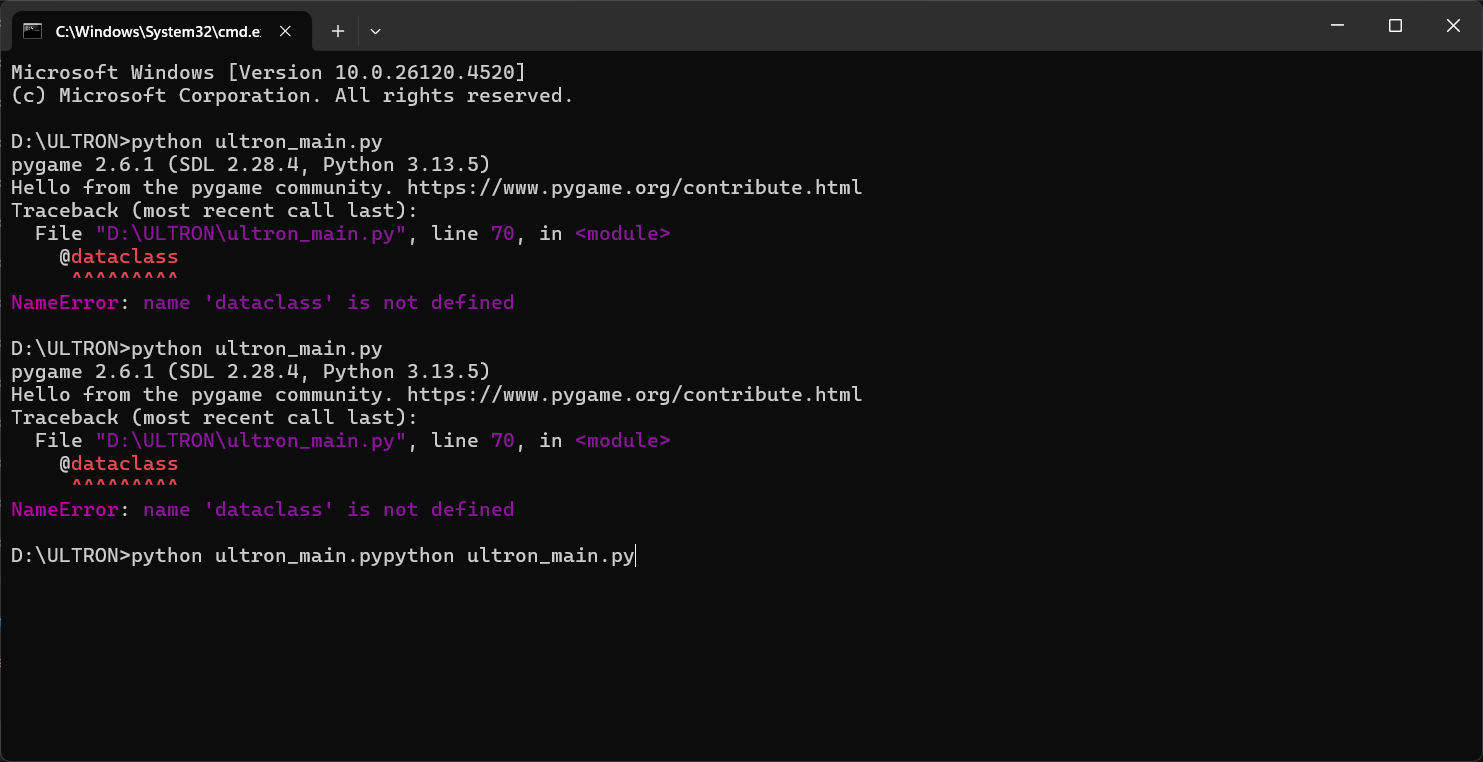 C:\Windows\System32\cmd.e
Microsoft Windows [Version 10.0.26120.4520]
(c) Microsoft Corporation. All rights reserved.
D:\ULTRON>python ultron_main.py
pygame 2.6.1 (SDL 2.28.4, Python 3.13.5)
Hello from the pygame community. https://www.pygame.org/contribute.html
Traceback (most recent call last):
  File "D:\ULTRON\ultron_main.py", line 70, in <module>
    @dataclass
     ^^^^^^^^^
NameError: name 'dataclass' is not defined
D:\ULTRON>python ultron_main.py
pygame 2.6.1 (SDL 2.28.4, Python 3.13.5)
Hello from the pygame community. https://www.pygame.org/contribute.html
Traceback (most recent call last):
  File "D:\ULTRON\ultron_main.py", line 70, in <module>
    @dataclass
     ^^^^^^^^^
NameError: name 'dataclass' is not defined
D:\ULTRON>python ultron_main.pypython ultron_main.py